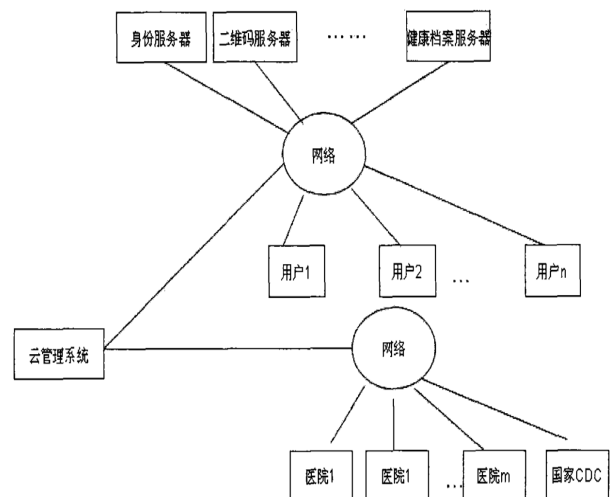 身份服务器
二维码服务器
……
健康档案服务器
网络
用户1
用户2
...
用户n
网络
云管理系统
医院1
医院1
...
医院m
国家CDC